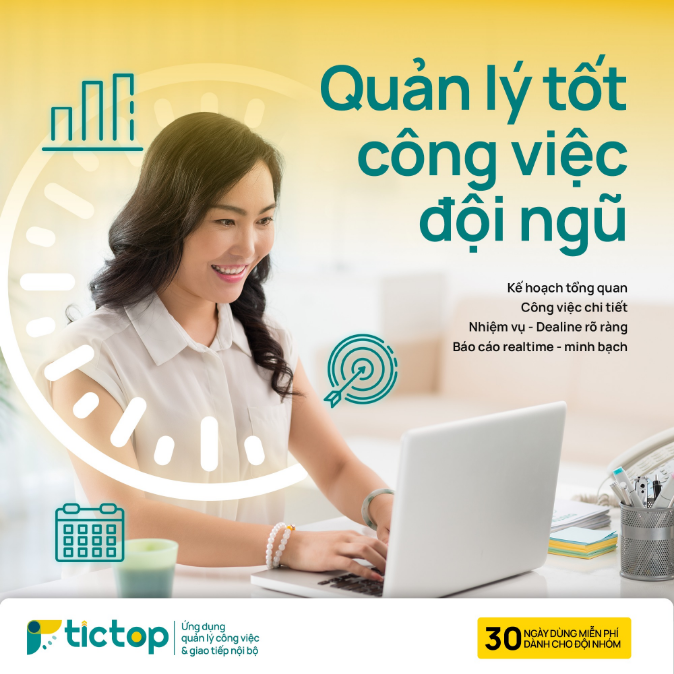 Quản lý tốt
công việc
đội ngũ
Kế hoạch tổng quan
Công việc chi tiết
Nhiệm vụ - Dealine rõ ràng
Báo cáo realtime - minh bạch
tictop
Ứng dụng
quản lý công việc
& giao tiếp nội bộ
30 NGÀY DÙNG MIỄN PHÍ
DÀNH CHO ĐỘI NHÓM